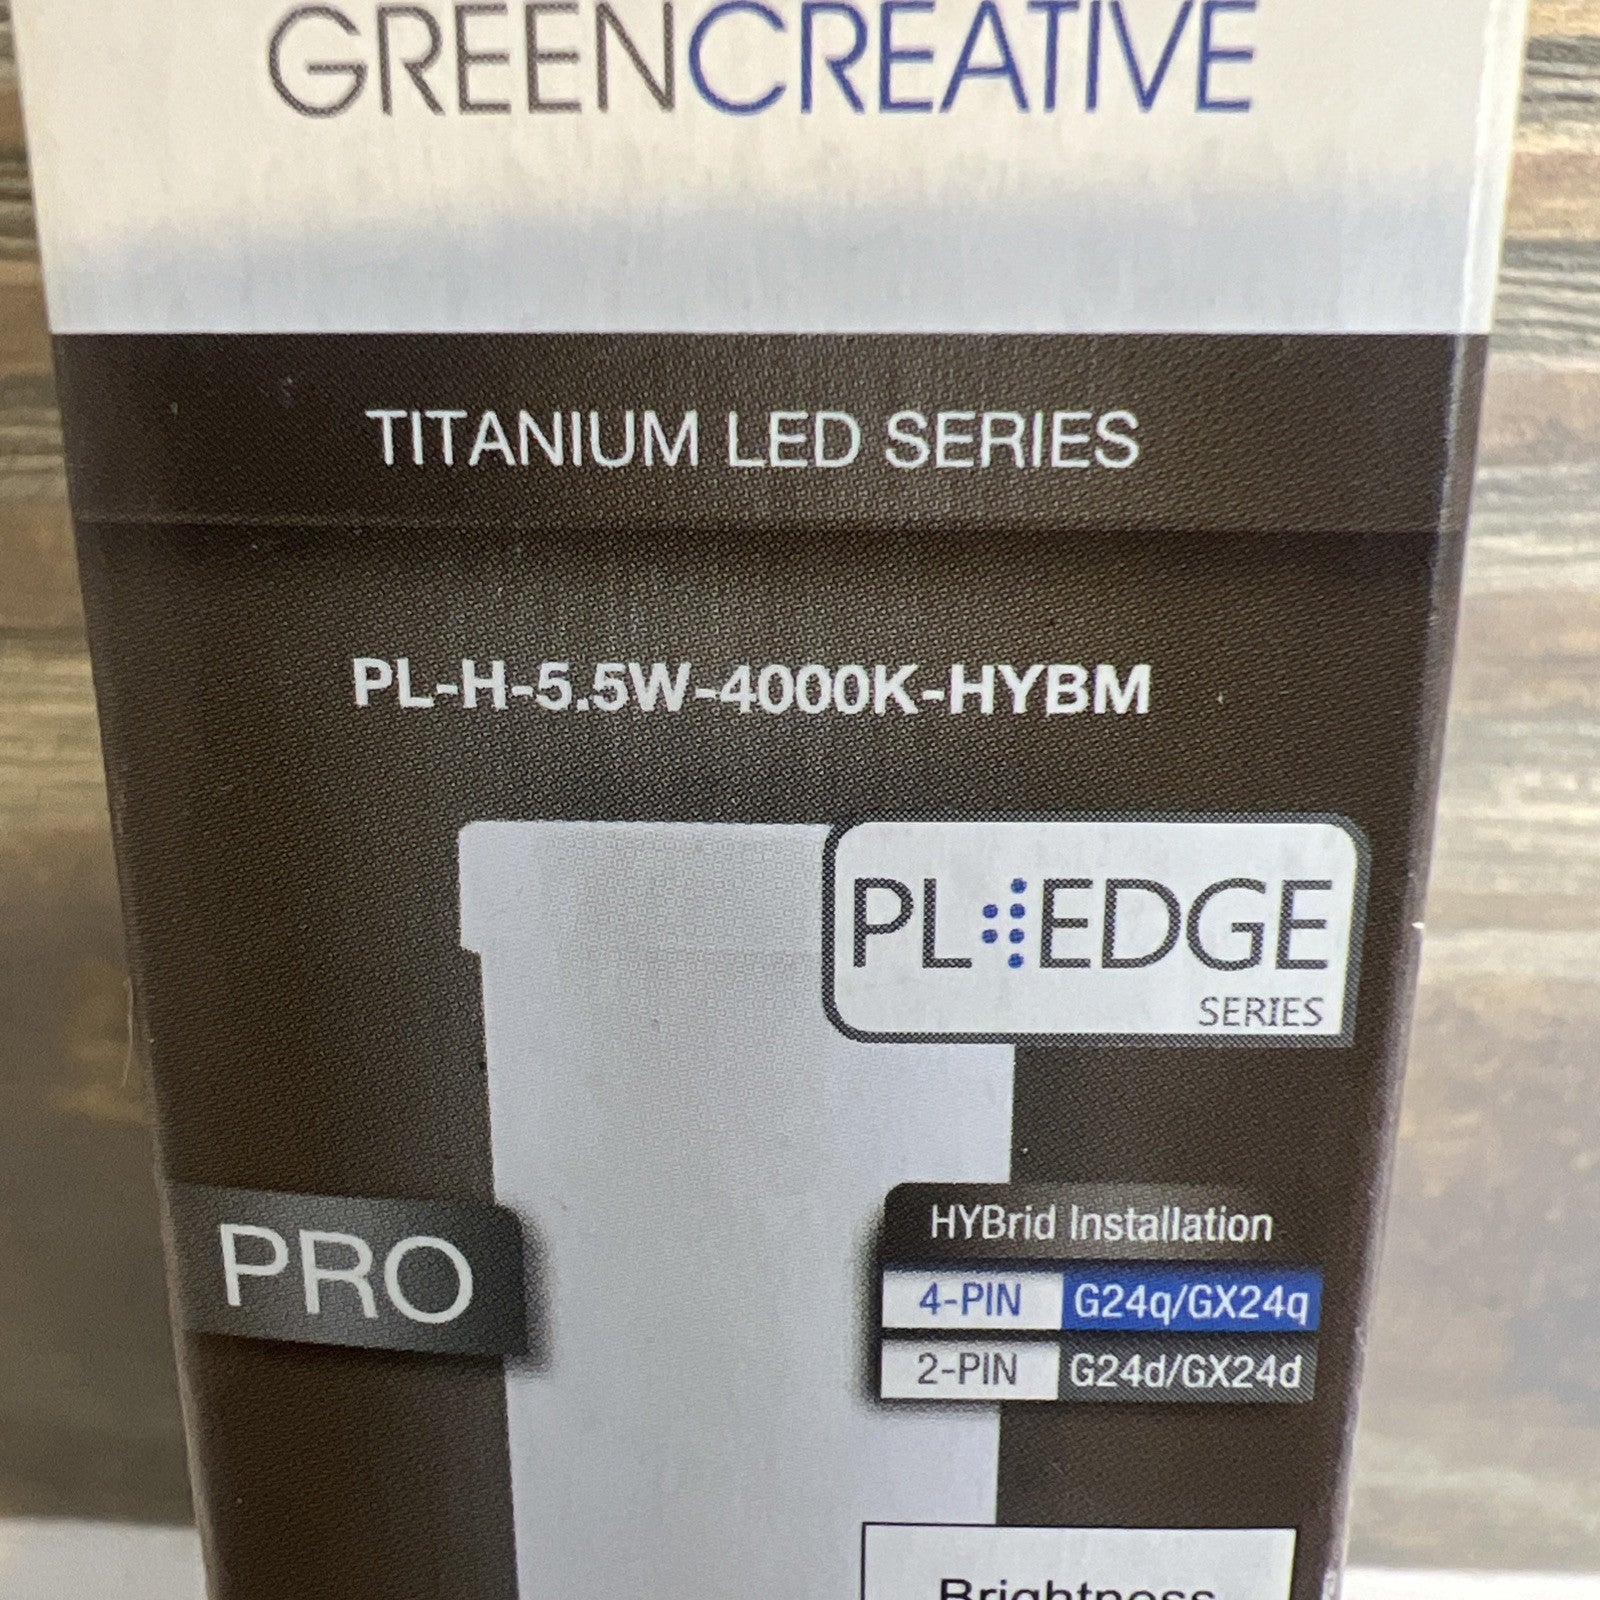 GREENCREATIVE
TITANIUM LED SERIES
PL-H-5.5W-4000K-HYBM
PL EDGE
SERIES
PRO
HYBrid Installation
4-PIN G24q/GX24q
2-PIN G24d/GX24d
Brightness